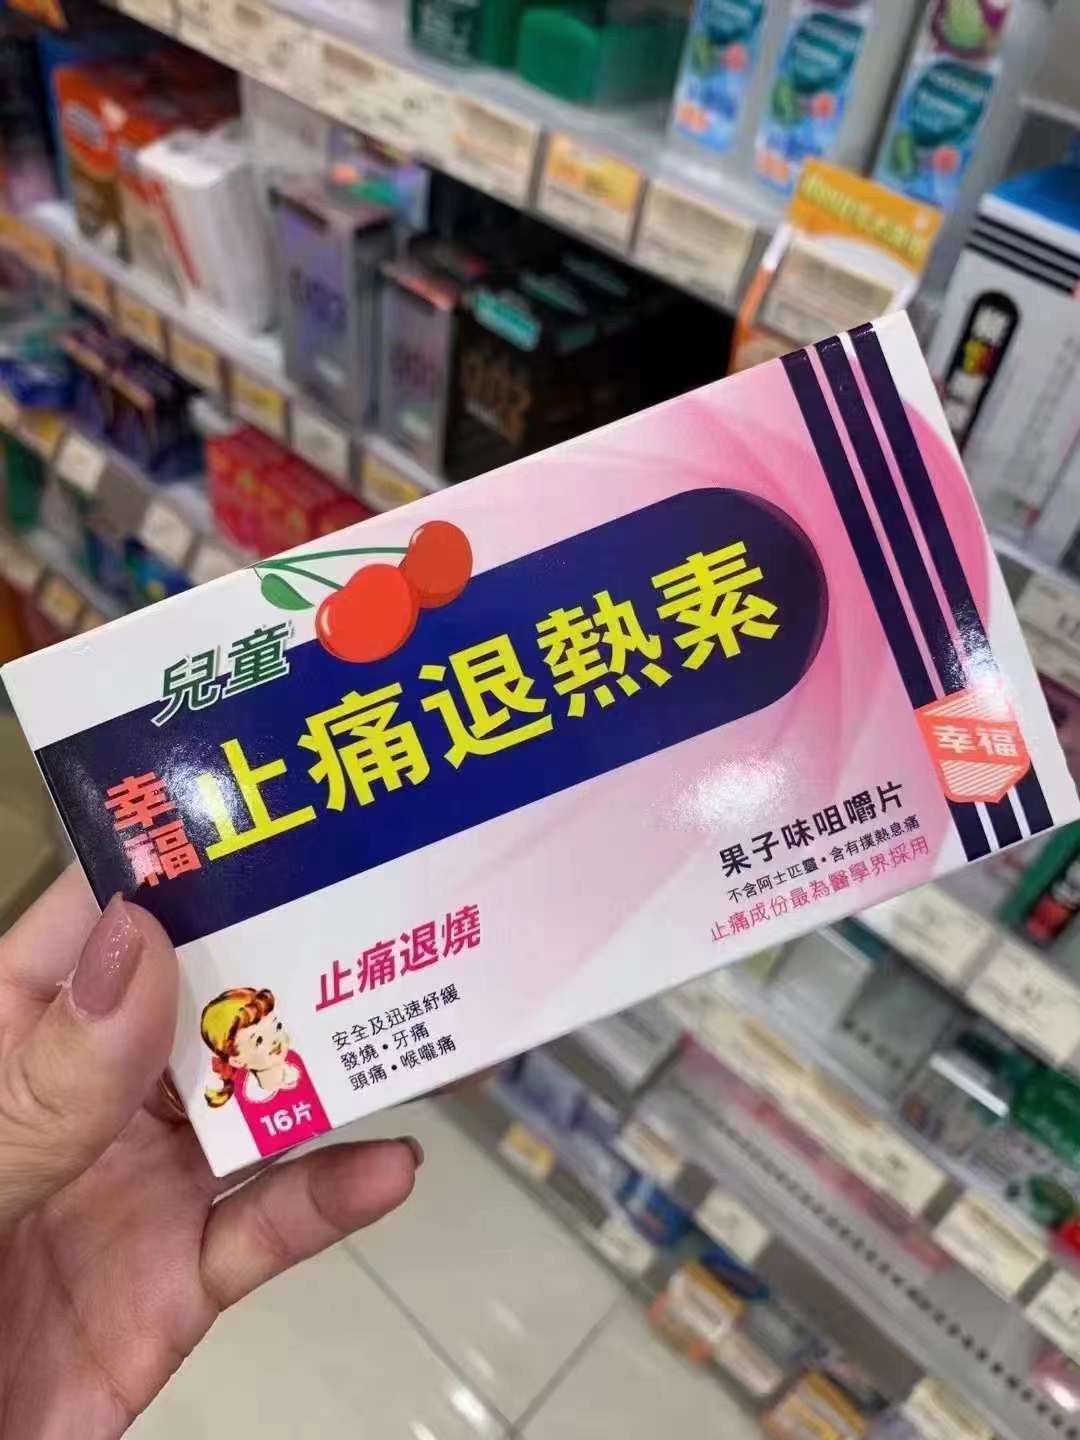 兒童
幸福
止痛退熱素
幸福
果子味咀嚼片
不含阿士匹靈·含有撲熱息痛
止痛成份最為醫學界採用
止痛退燒
安全及迅速紓緩
發燒·牙痛
頭痛·喉嚨痛
16片
002